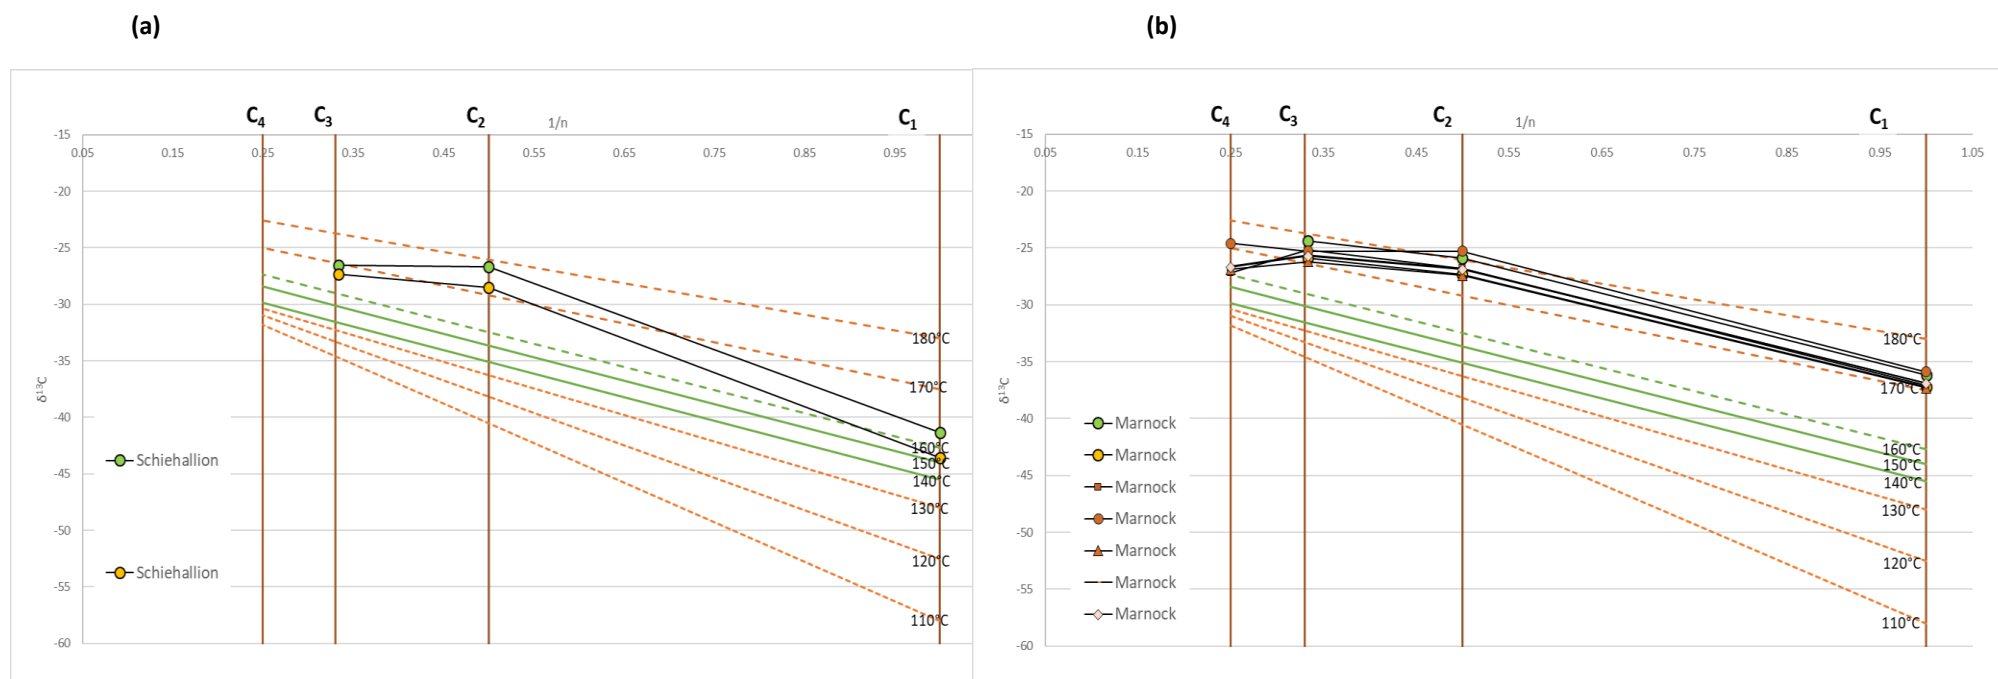 (a)
C4 C3 C2 1/n C1
-15
0.05 0.15 0.25 0.35 0.45 0.55 0.65 0.75 0.85 0.95
-20
-25
-30
-35
-40
-45
-50
-55
-60
δ¹³C
180°C
170°C
160°C
150°C
140°C
130°C
120°C
110°C
Schiehallion
Schiehallion
(b)
C4 C3 C2 1/n C1
-15
0.05 0.15 0.25 0.35 0.45 0.55 0.65 0.75 0.85 0.95 1.05
-20
-25
-30
-35
-40
-45
-50
-55
-60
δ¹³C
180°C
170°C
160°C
150°C
140°C
130°C
120°C
110°C
Marnock
Marnock
Marnock
Marnock
Marnock
Marnock
Marnock